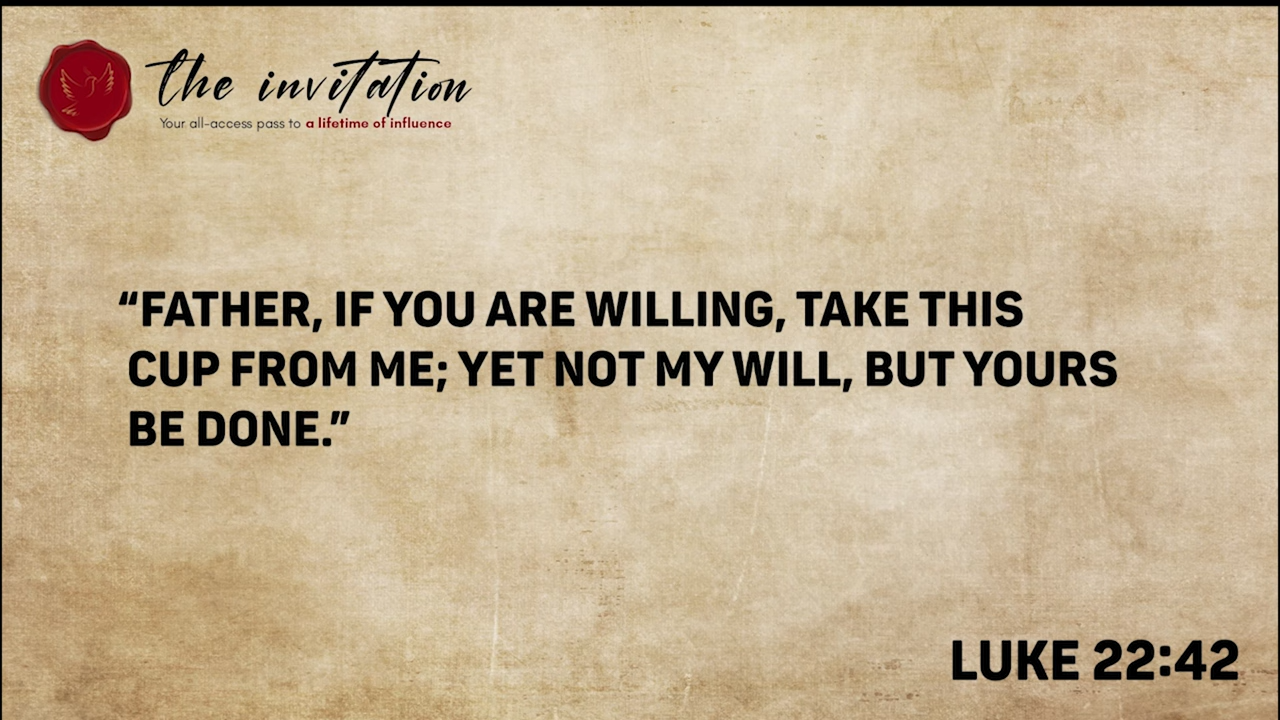 the invitation
Your all-access pass to a lifetime of influence
“FATHER, IF YOU ARE WILLING, TAKE THIS
CUP FROM ME; YET NOT MY WILL, BUT YOURS
BE DONE.”
LUKE 22:42